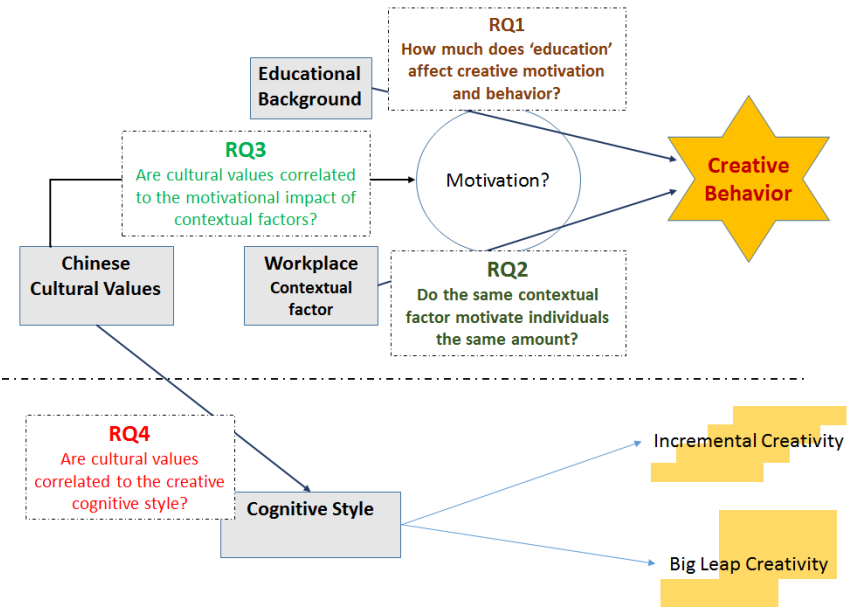 RQ1
How much does ‘education’
affect creative motivation
and behavior?
Educational
Background
RQ3
Are cultural values correlated
to the motivational impact of
contextual factors?
Motivation?
Creative
Behavior
Chinese
Cultural Values
Workplace
Contextual
factor
RQ2
Do the same contextual
factor motivate individuals
the same amount?
RQ4
Are cultural values
correlated to the creative
cognitive style?
Cognitive Style
Incremental Creativity
Big Leap Creativity